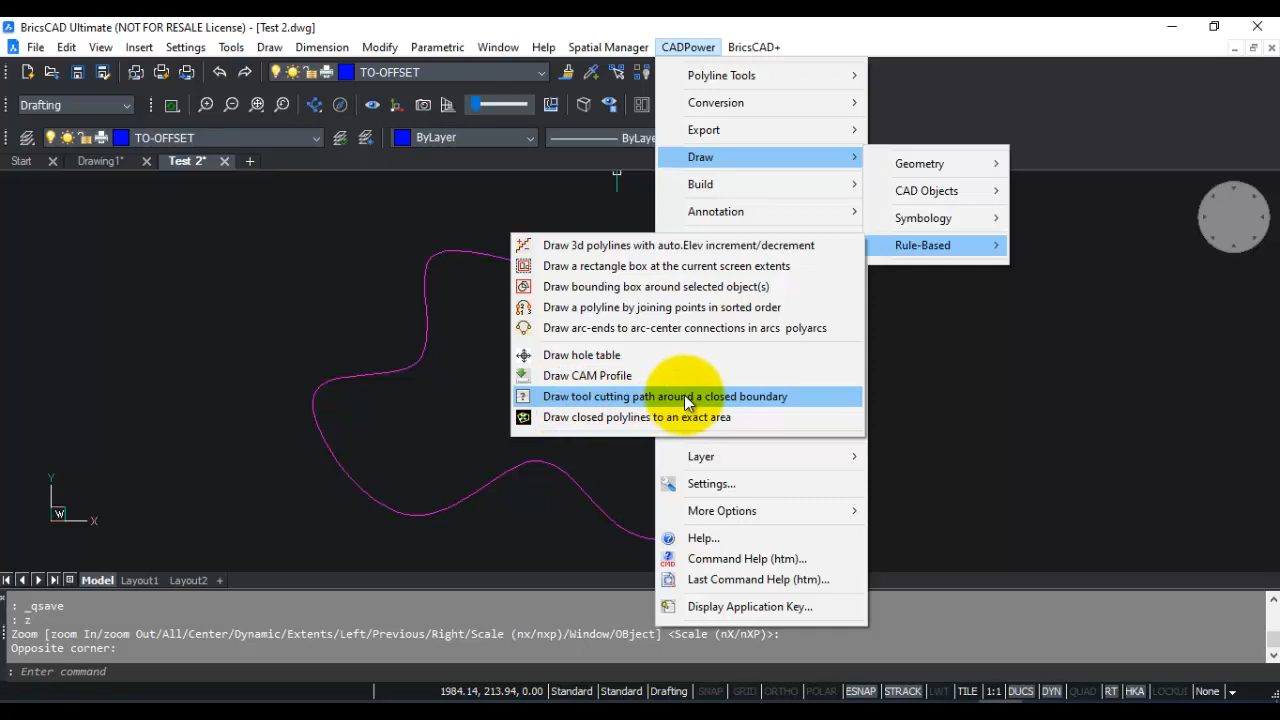 BricsCAD Ultimate (NOT FOR RESALE License) - [Test 2.dwg]
File Edit View Insert Settings Tools Draw Dimension Modify Parametric Window Help Spatial Manager CADPower BricsCAD+
TO-OFFSET
Drafting
TO-OFFSET
ByLayer
ByLaye
Start
Drawing1*
Test 2*
Polyline Tools
Conversion
Export
Draw
Build
Annotation
Geometry
CAD Objects
Symbology
Rule-Based
Draw 3d polylines with auto.Elev increment/decrement
Draw a rectangle box at the current screen extents
Draw bounding box around selected object(s)
Draw a polyline by joining points in sorted order
Draw arc-ends to arc-center connections in arcs polyarcs
Draw hole table
Draw CAM Profile
Draw tool cutting path around a closed boundary
Draw closed polylines to an exact area
Layer
Settings...
More Options
Help...
Command Help (htm)...
Last Command Help (htm)...
Display Application Key...
Y
W
X
Model Layout1 Layout2
: _qsave
: z
Zoom [zoom In/zoom Out/All/Center/Dynamic/Extents/Left/Previous/Right/Scale (nx/nxp)/Window/OBject] <Scale (nX/nXP)>:
Opposite corner:
: Enter command
1984.14, 213.94, 0.00 Standard Standard Drafting SNAP GRID ORTHO POLAR ESNAP STRACK LWT TILE 1:1 DUCS DYN QUAD RT HKA LOCKUI None